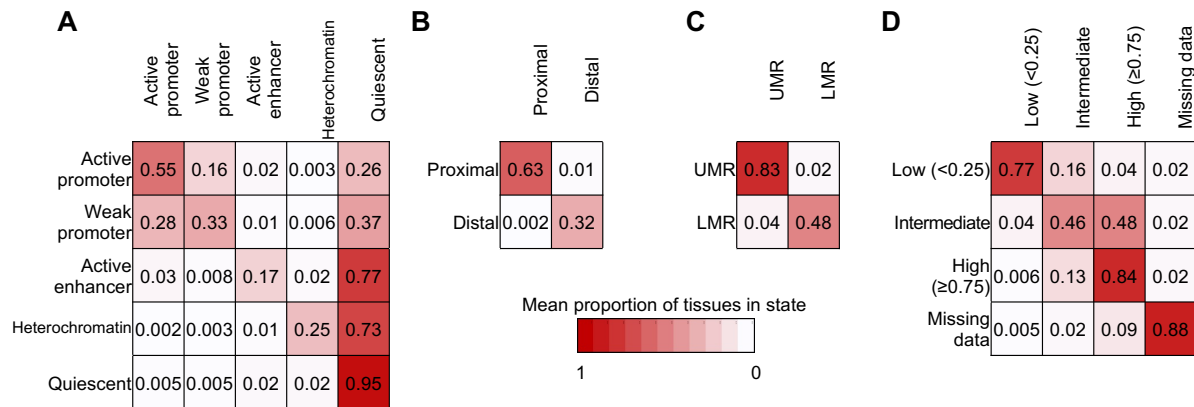 A
Active
promoter
Weak
promoter
Active
enhancer
Heterochromatin
Quiescent
Active
promoter
0.55 0.16 0.02 0.003 0.26
Weak
promoter
0.28 0.33 0.01 0.006 0.37
Active
enhancer
0.03 0.008 0.17 0.02 0.77
Heterochromatin
0.002 0.003 0.01 0.25 0.73
Quiescent
0.005 0.005 0.02 0.02 0.95
B
Proximal
Distal
Proximal
0.63 0.01
Distal
0.002 0.32
C
UMR
LMR
UMR
0.83 0.02
LMR
0.04 0.48
Mean proportion of tissues in state
1 0
D
Low (<0.25)
Intermediate
High (≥0.75)
Missing data
Low (<0.25)
0.77 0.16 0.04 0.02
Intermediate
0.04 0.46 0.48 0.02
High
(≥0.75)
0.006 0.13 0.84 0.02
Missing
data
0.005 0.02 0.09 0.88